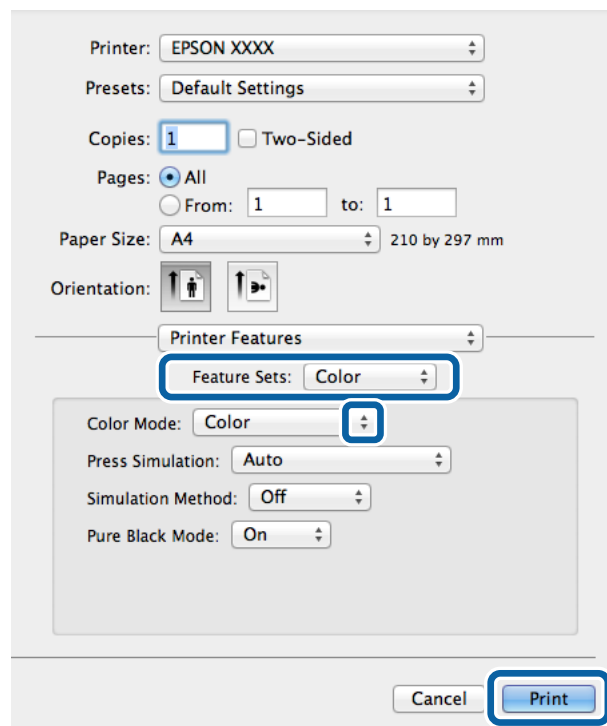 Printer: EPSON XXXX
Presets: Default Settings
Copies: 1 Two-Sided
Pages: All
From: 1 to: 1
Paper Size: A4 210 by 297 mm
Orientation:
Printer Features
Feature Sets: Color
Color Mode: Color
Press Simulation: Auto
Simulation Method: Off
Pure Black Mode: On
Cancel Print